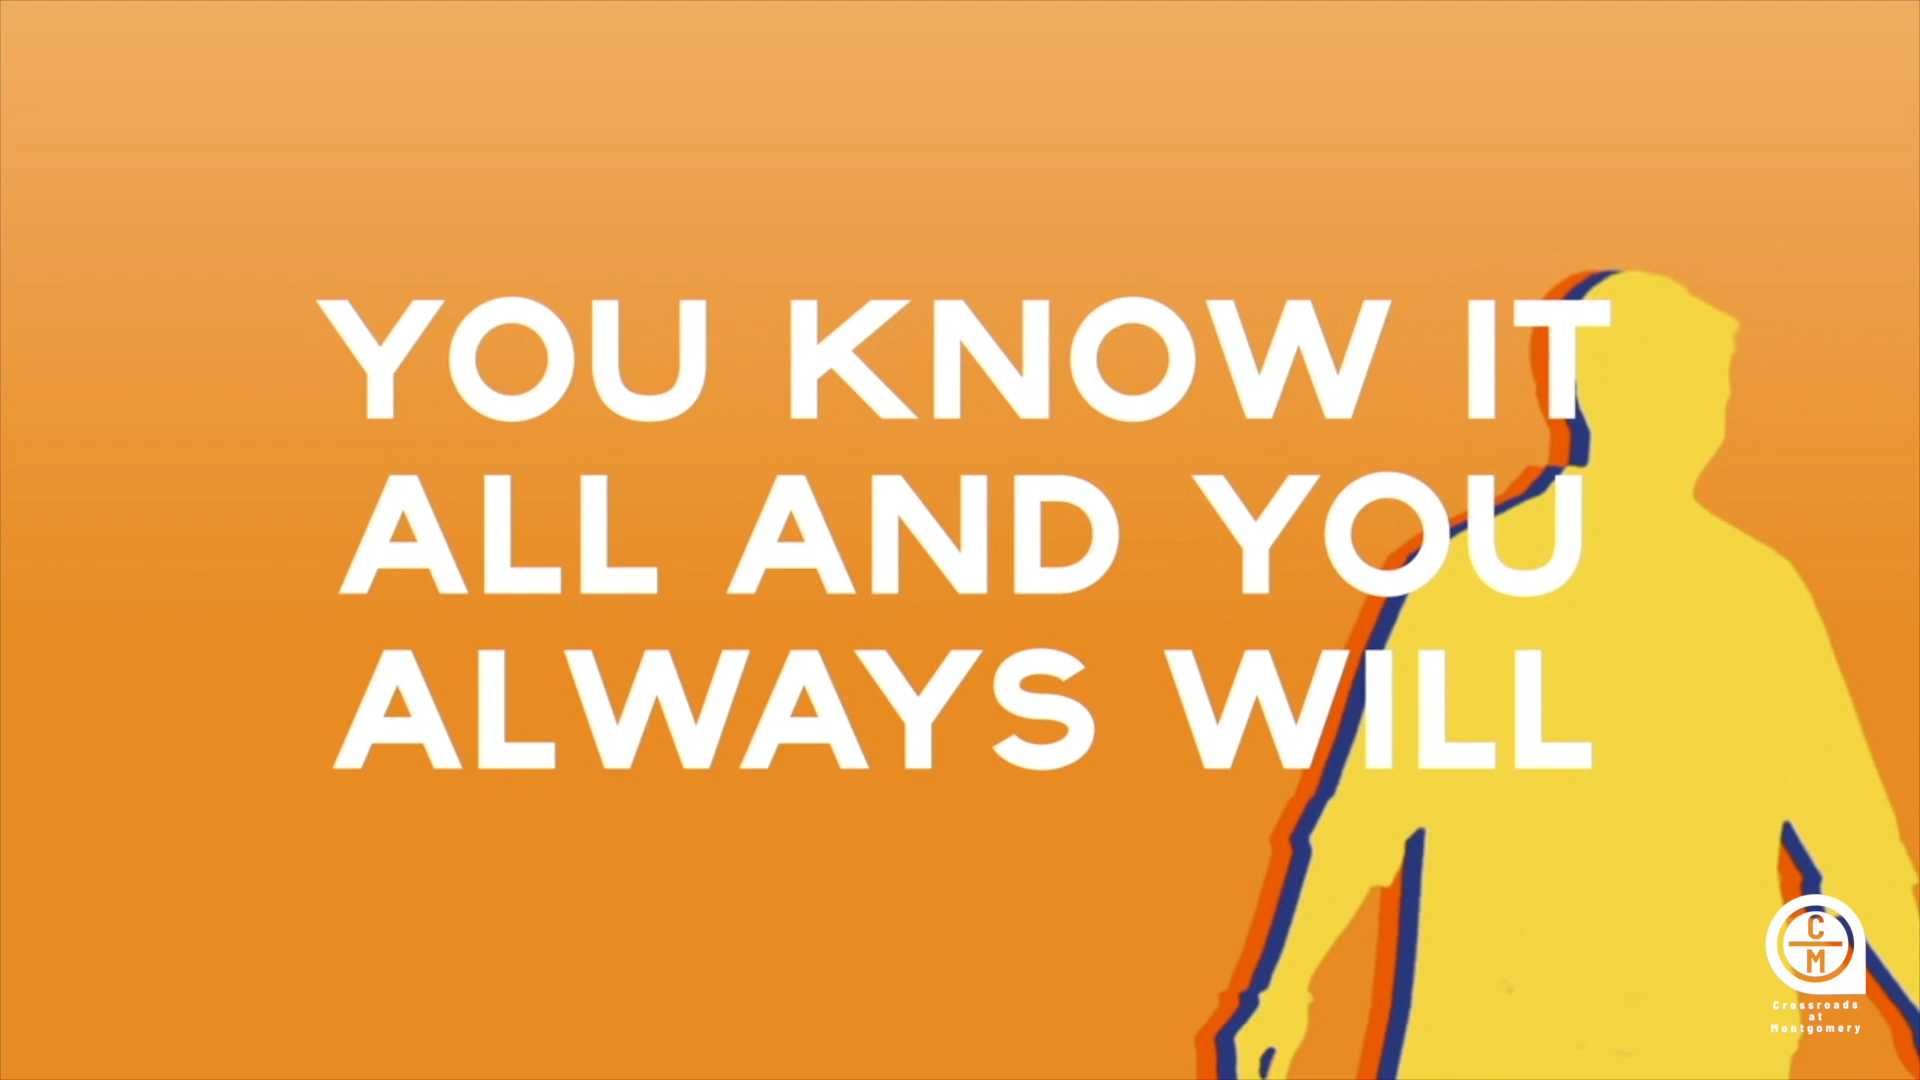 YOU KNOW IT
ALL AND YOU
ALWAYS WILL
C
M
Crossroads
at
Montgomery